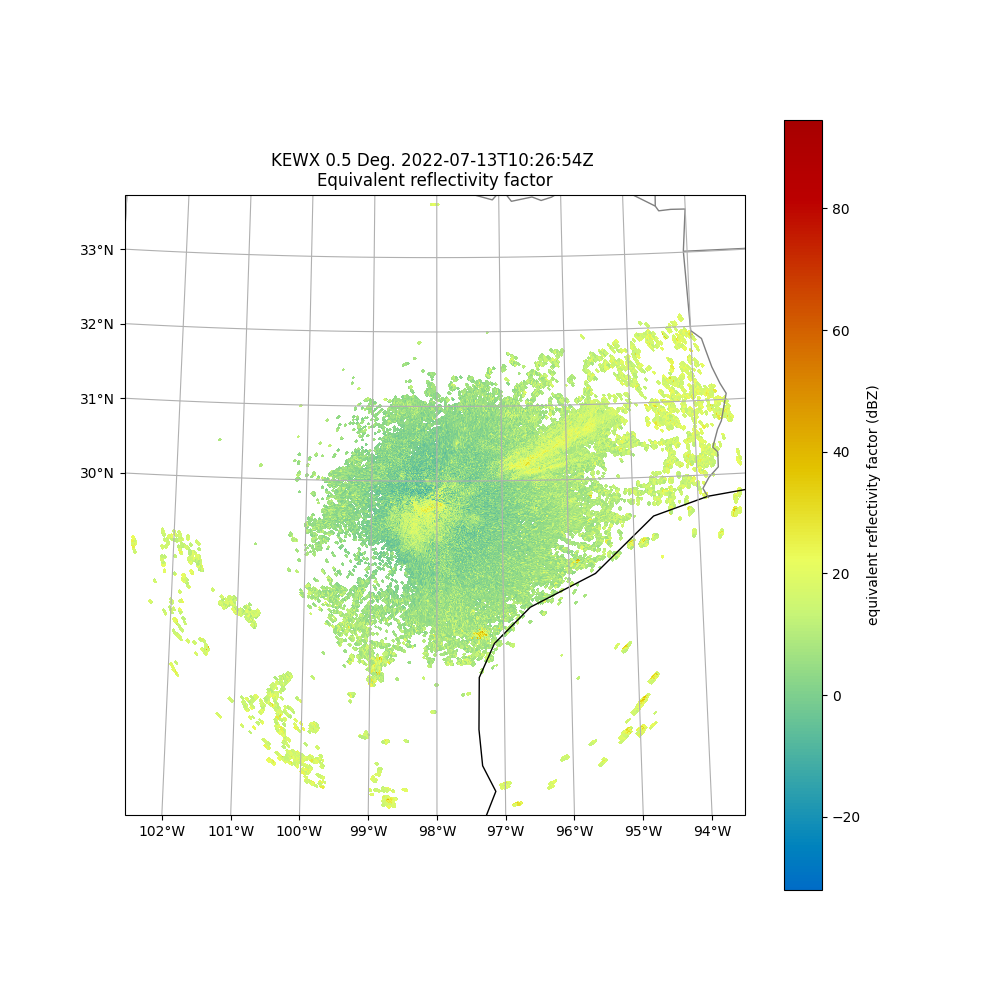 KEWX 0.5 Deg. 2022-07-13T10:26:54Z
Equivalent reflectivity factor
33°N
32°N
31°N
30°N
102°W 101°W 100°W 99°W 98°W 97°W 96°W 95°W 94°W
80
60
40
20
0
−20
equivalent reflectivity factor (dBZ)